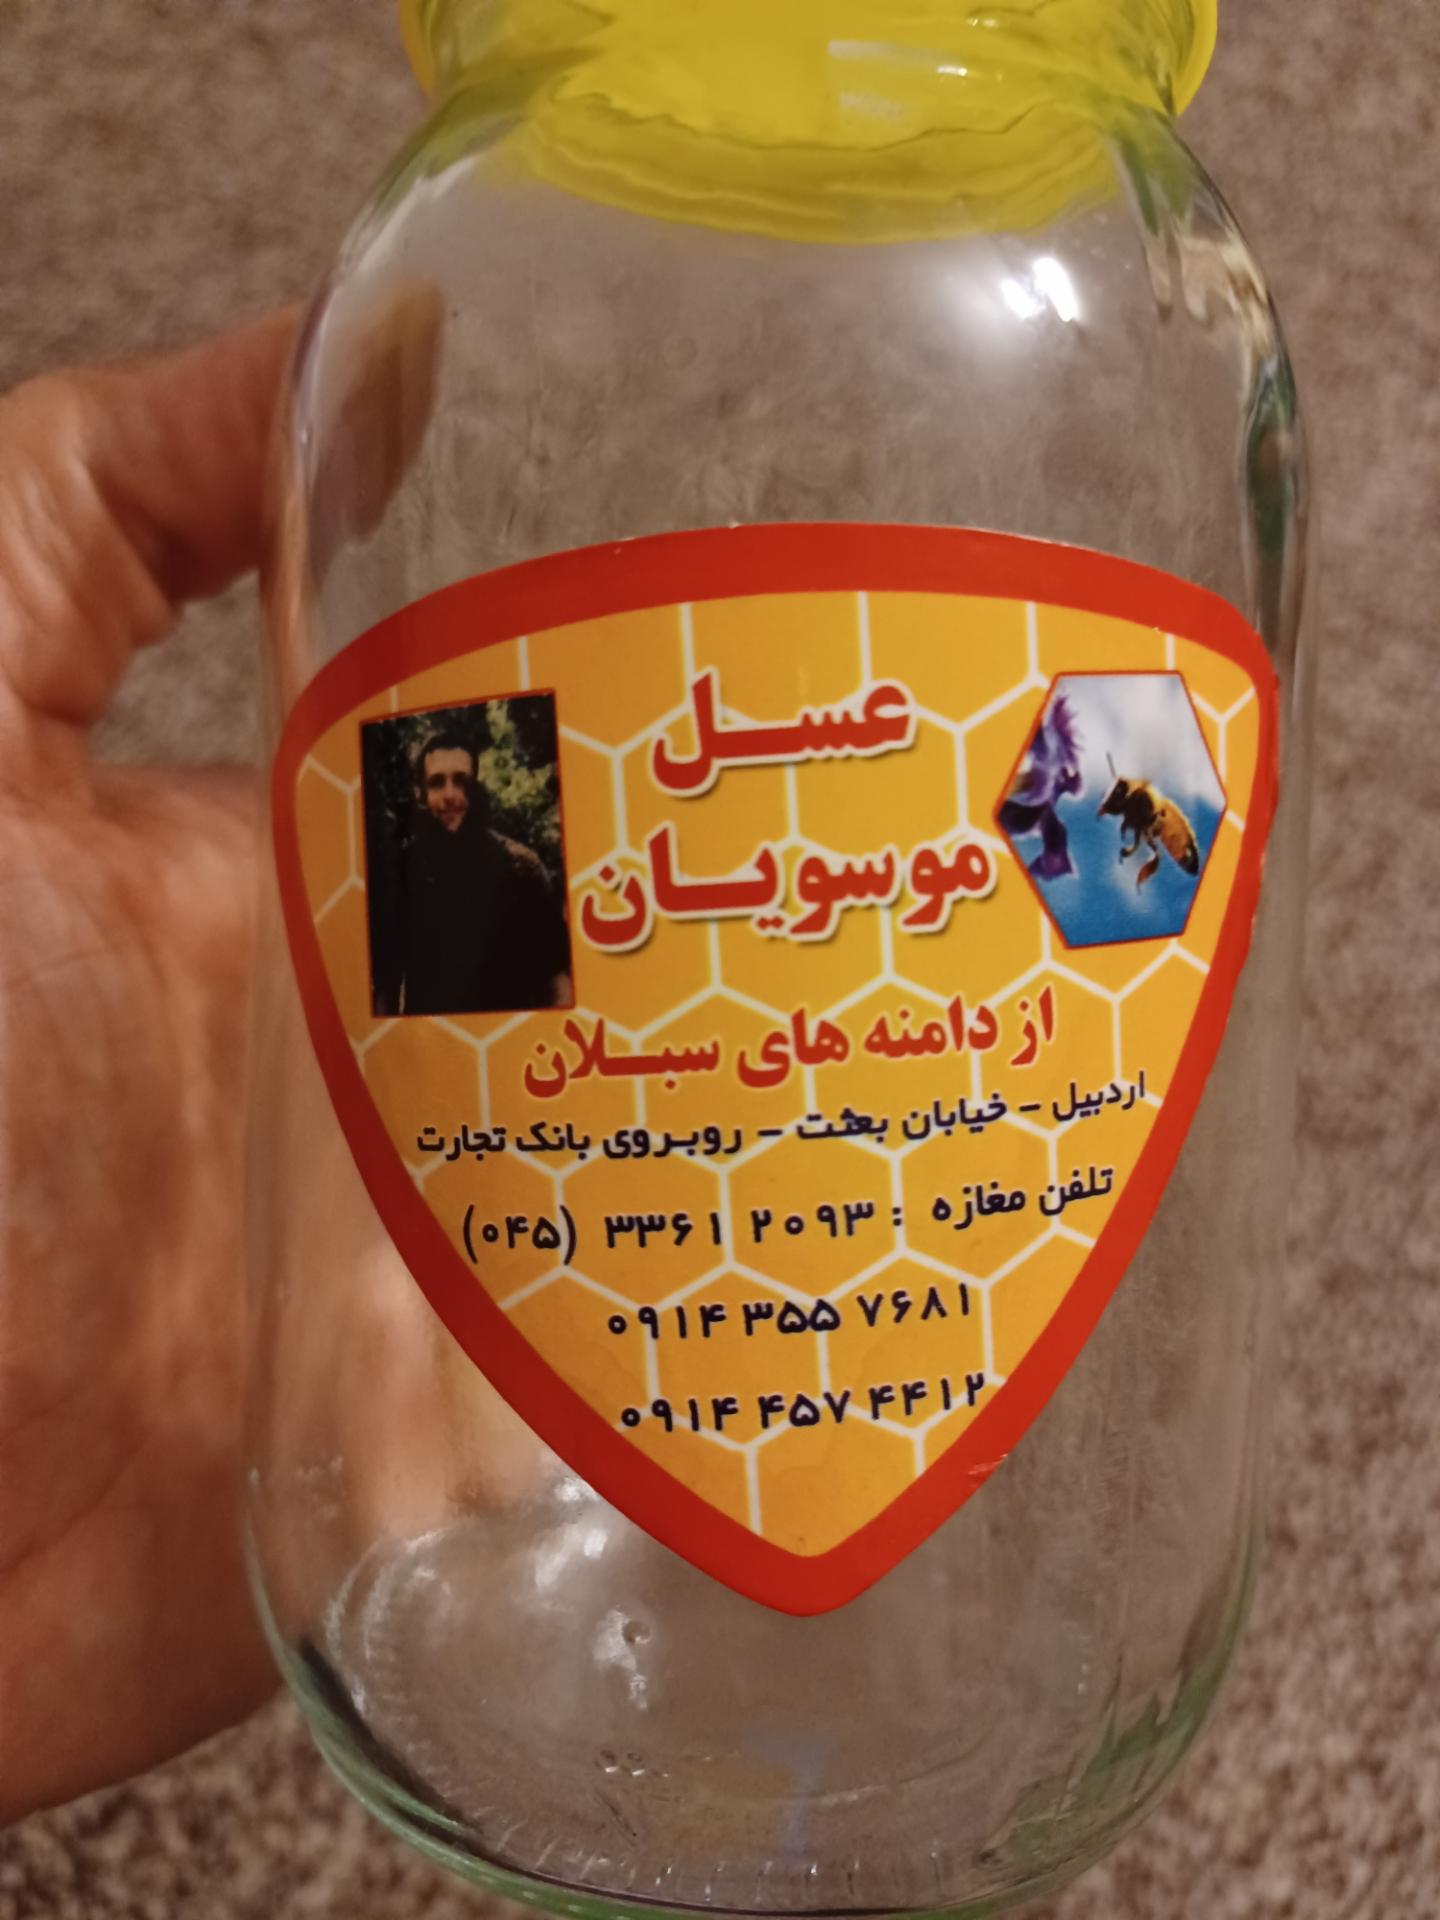 عسل
موسویان
از دامنه های سبلان
اردبیل - خیابان بعثت - روبروی بانک تجارت
تلفن مغازه : ۲۰۹۳ ۳۳۶۱ (۰۴۵)
۰۹۱۴ ۳۵۵ ۷۶۸۱
۰۹۱۴ ۴۵۷ ۴۴۱۲